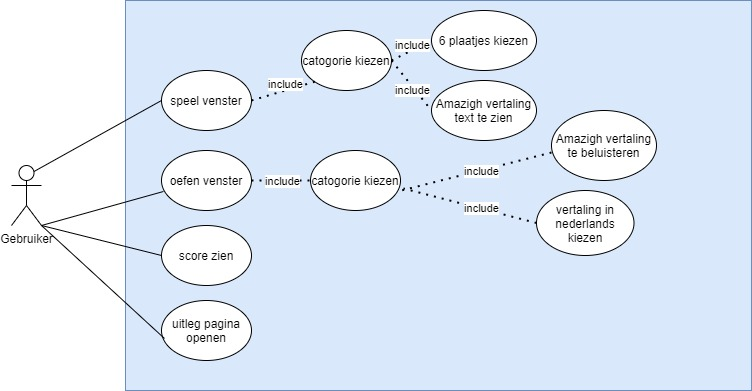 6 plaatjes kiezen
include
catogorie kiezen
include
include
speel venster
Amazigh vertaling
text te zien
Amazigh vertaling
te beluisteren
include
oefen venster
include
catogorie kiezen
include
vertaling in
nederlands
kiezen
Gebruiker
score zien
uitleg pagina
openen